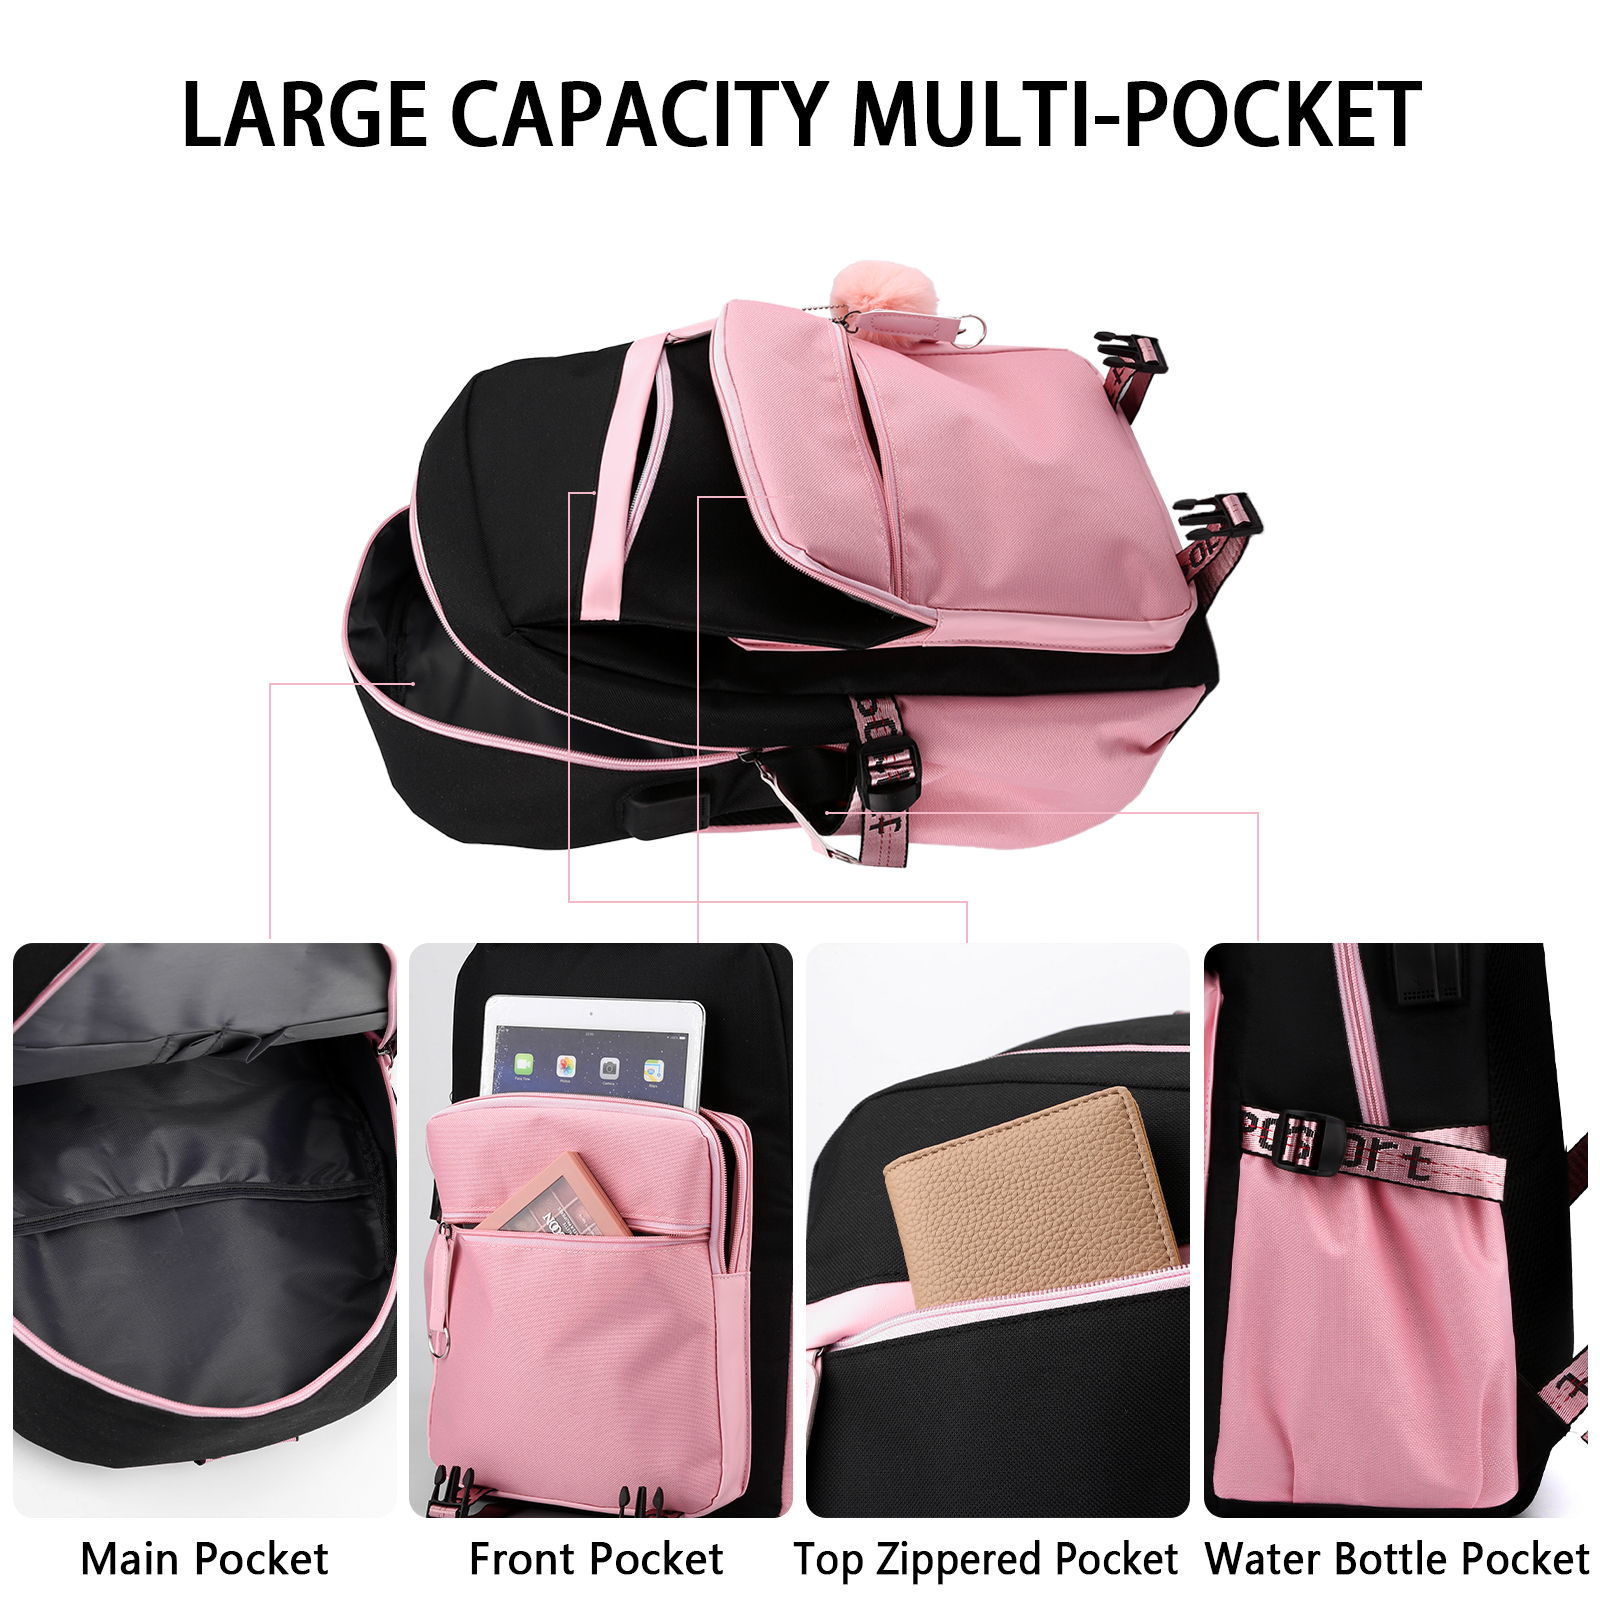 LARGE CAPACITY MULTI-POCKET
Main Pocket
Front Pocket
Top Zippered Pocket
Water Bottle Pocket